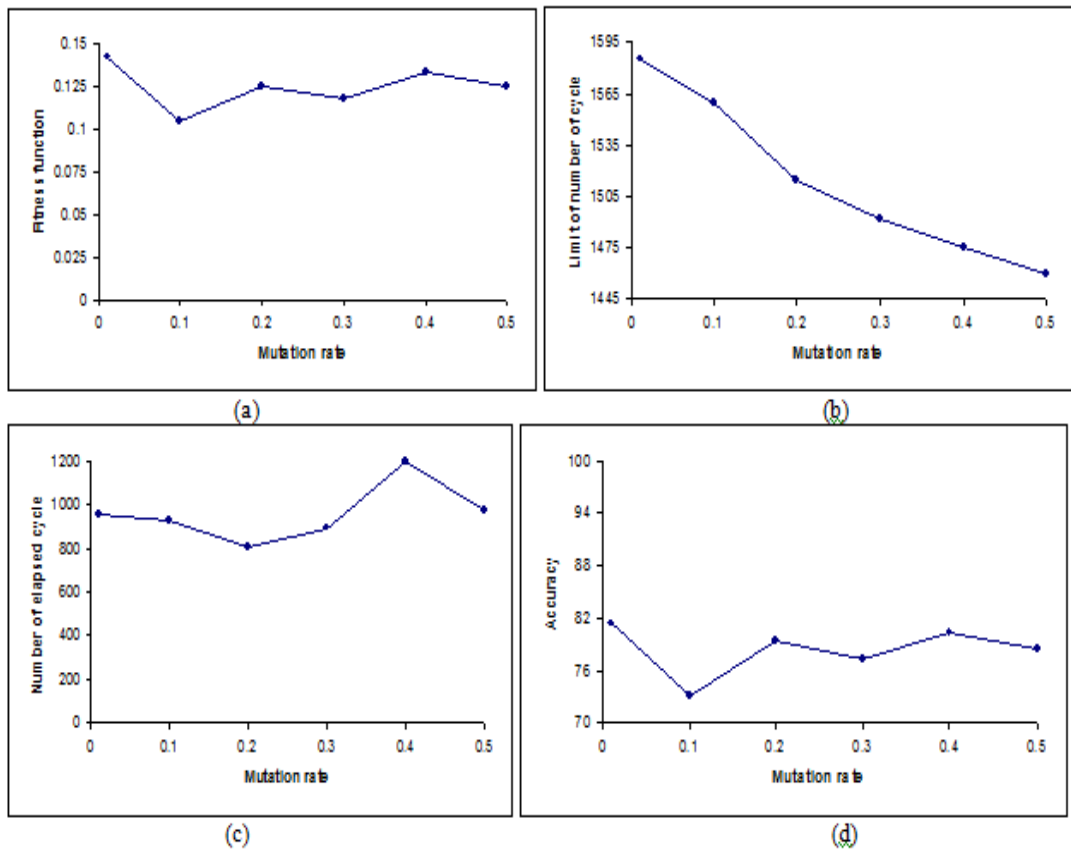 0.15
0.125
0.1
0.075
0.05
0.025
0
Fitness function
0 0.1 0.2 0.3 0.4 0.5
Mutation rate
(a)
1595
1565
1535
1505
1475
1445
Limit of number of cycle
0 0.1 0.2 0.3 0.4 0.5
Mutation rate
(b)
1200
1000
800
600
400
200
0
Number of elapsed cycle
0 0.1 0.2 0.3 0.4 0.5
Mutation rate
(c)
100
94
88
82
76
70
Accuracy
0 0.1 0.2 0.3 0.4 0.5
Mutation rate
(d)